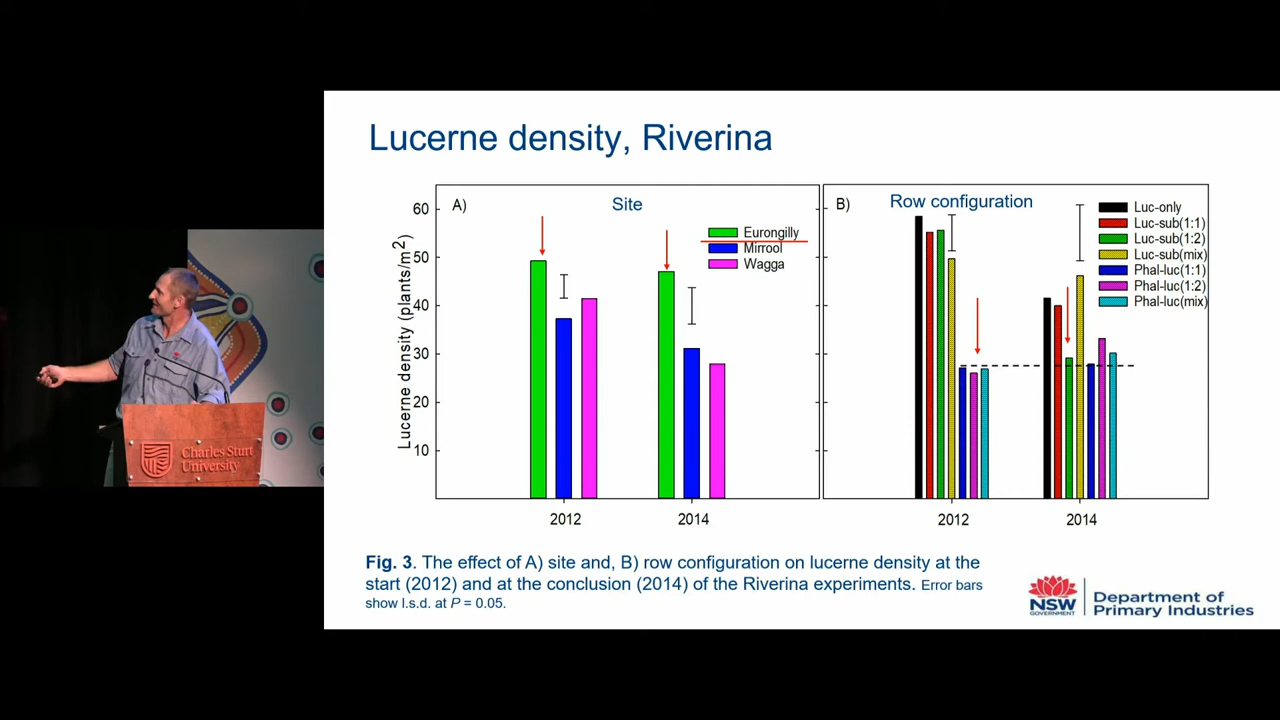 Lucerne density, Riverina
Lucerne density (plants/m2)
60
50
40
30
20
10
A)
Site
Eurongilly
Mirrool
Wagga
2012
2014
B)
Row configuration
Luc-only
Luc-sub(1:1)
Luc-sub(1:2)
Luc-sub(mix)
Phal-luc(1:1)
Phal-luc(1:2)
Phal-luc(mix)
2012
2014
Fig. 3. The effect of A) site and, B) row configuration on lucerne density at the
start (2012) and at the conclusion (2014) of the Riverina experiments. Error bars
show l.s.d. at P = 0.05.
NSW
GOVERNMENT
Department of
Primary Industries
Charles Sturt
University